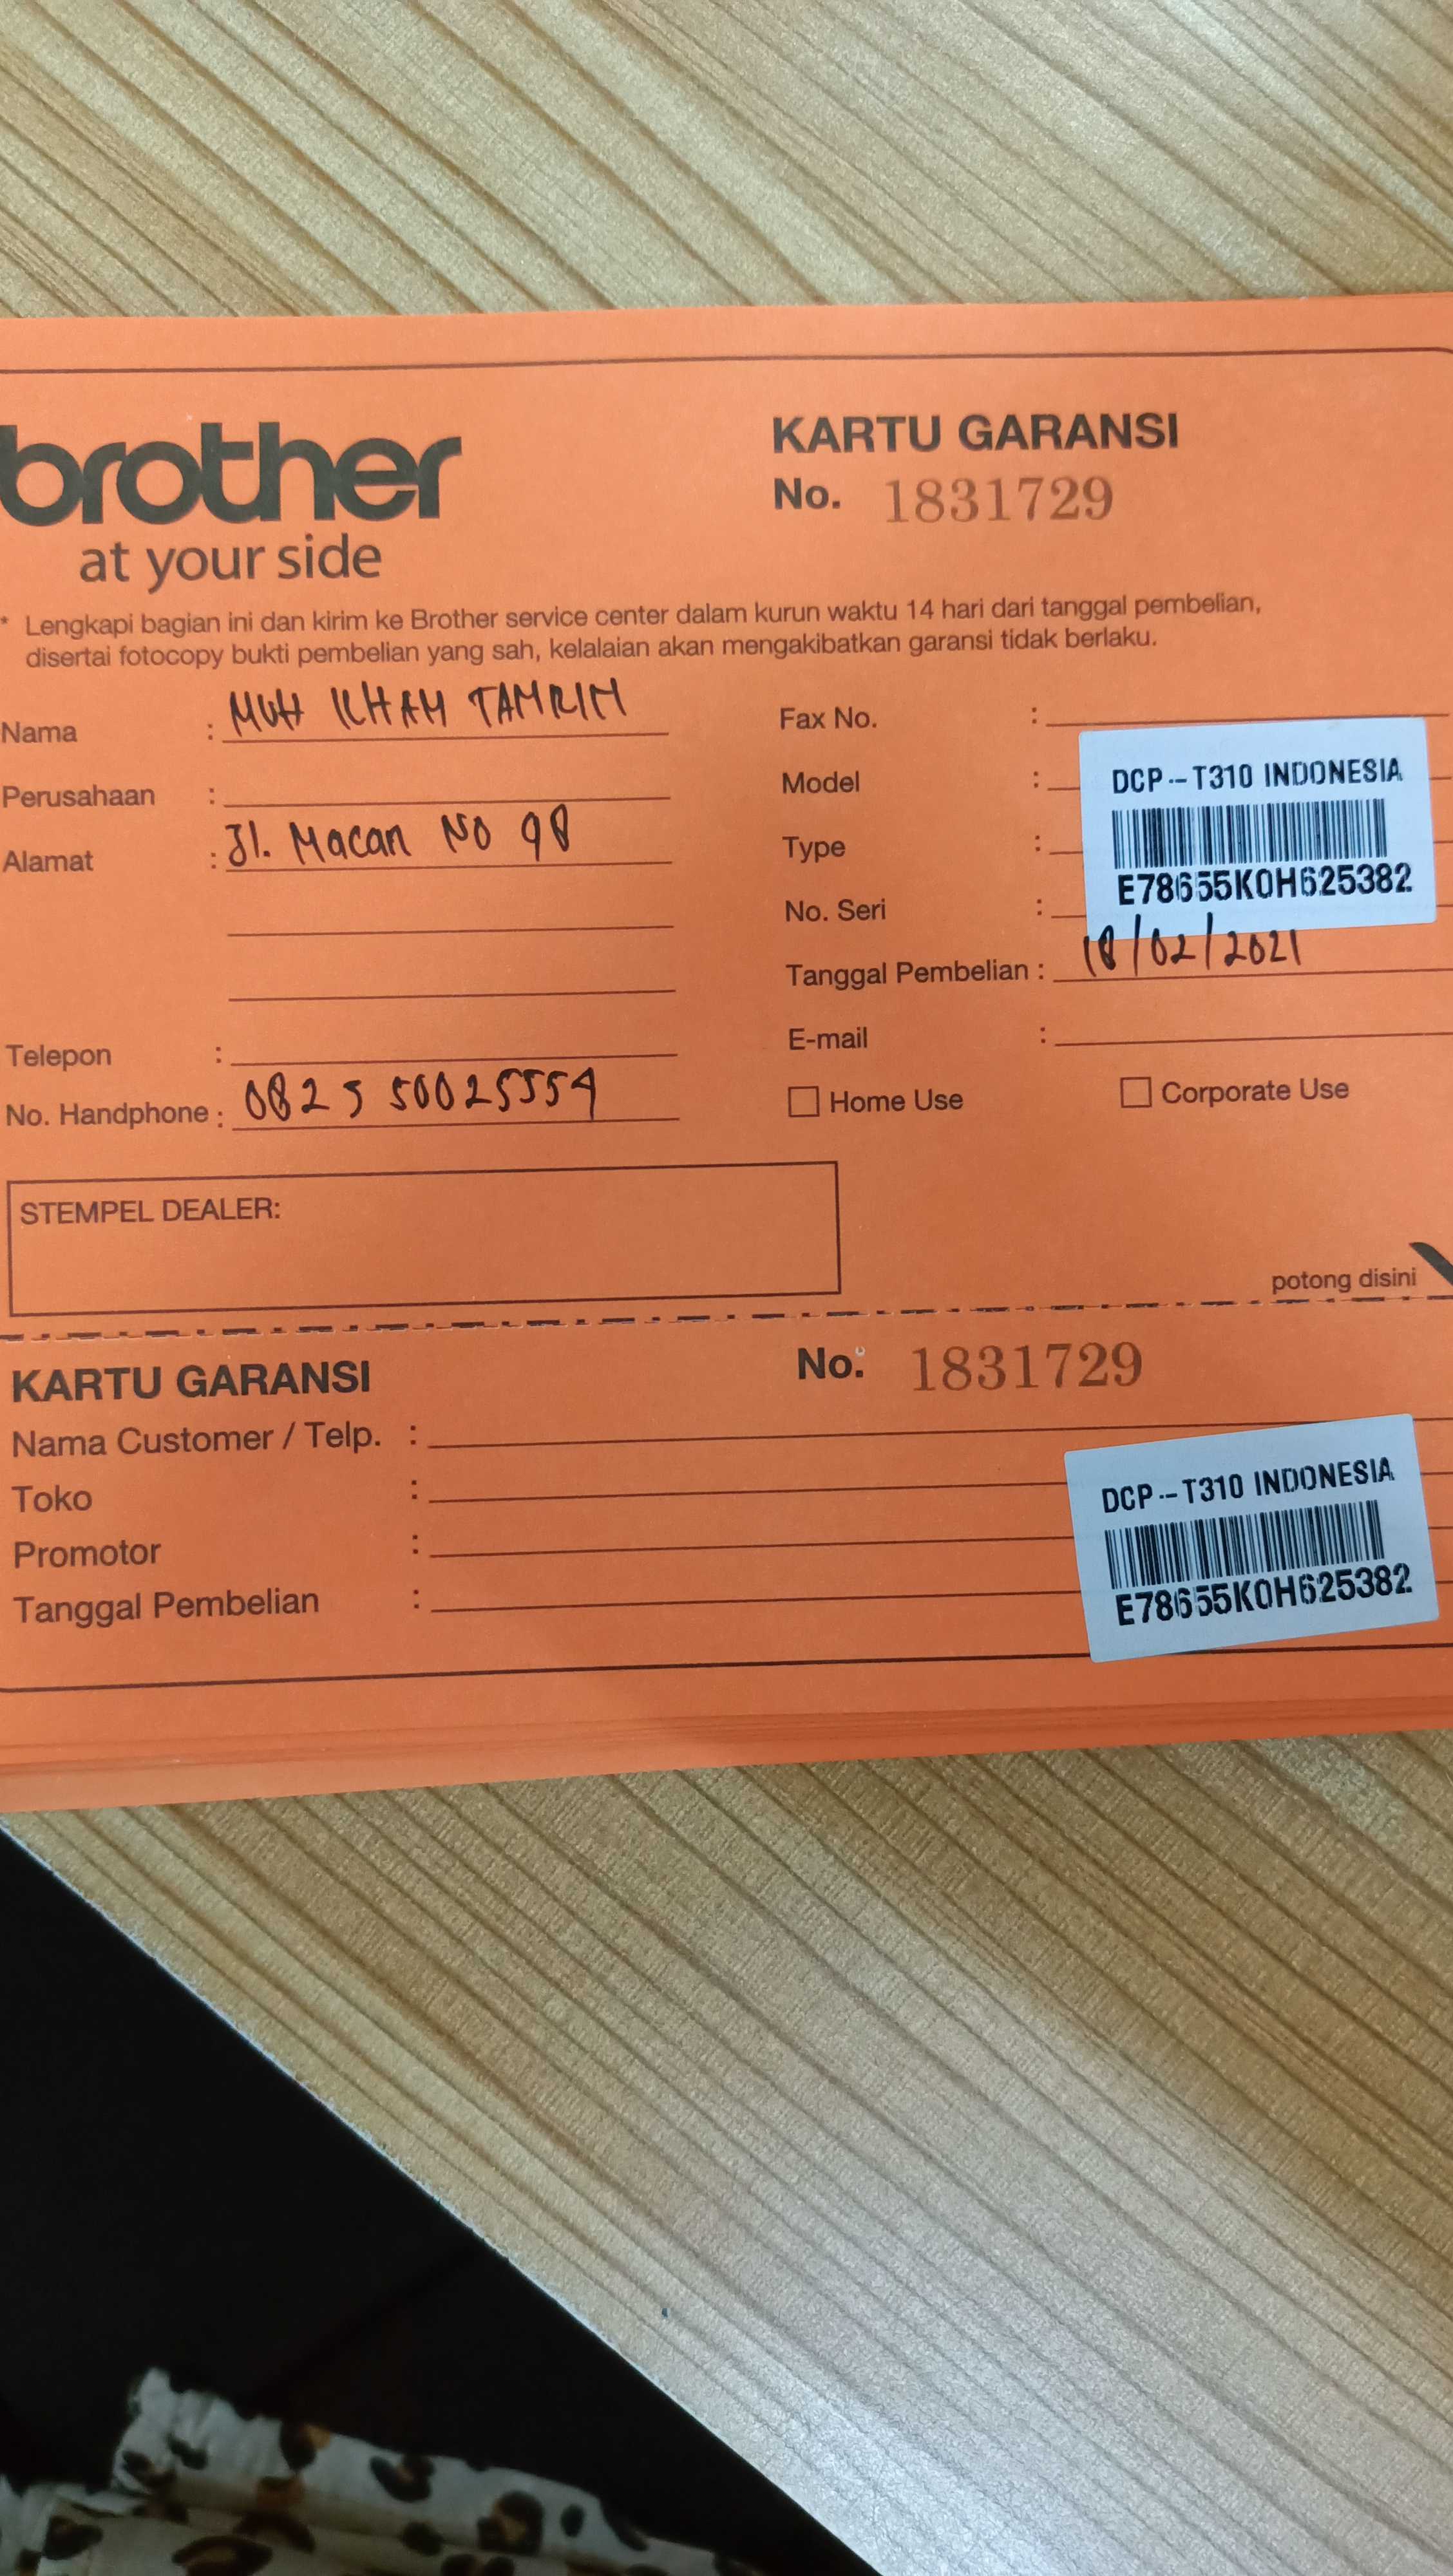 brother
at your side
KARTU GARANSI
No. 1831729
* Lengkapi bagian ini dan kirim ke Brother service center dalam kurun waktu 14 hari dari tanggal pembelian,
disertai fotocopy bukti pembelian yang sah, kelalaian akan mengakibatkan garansi tidak berlaku.
Nama : MUH ILHAM TAMRIN
Perusahaan :
Alamat : Jl. Macan No 98
Telepon :
No. Handphone : 082550025554
Fax No. :
Model :
Type :
No. Seri :
DCP-T310 INDONESIA
E78655K0H625382
Tanggal Pembelian : 18/02/2021
E-mail :
Home Use
Corporate Use
STEMPEL DEALER:
potong disini
KARTU GARANSI
No. 1831729
Nama Customer / Telp. :
Toko :
Promotor :
Tanggal Pembelian :
DCP-T310 INDONESIA
E78655K0H625382